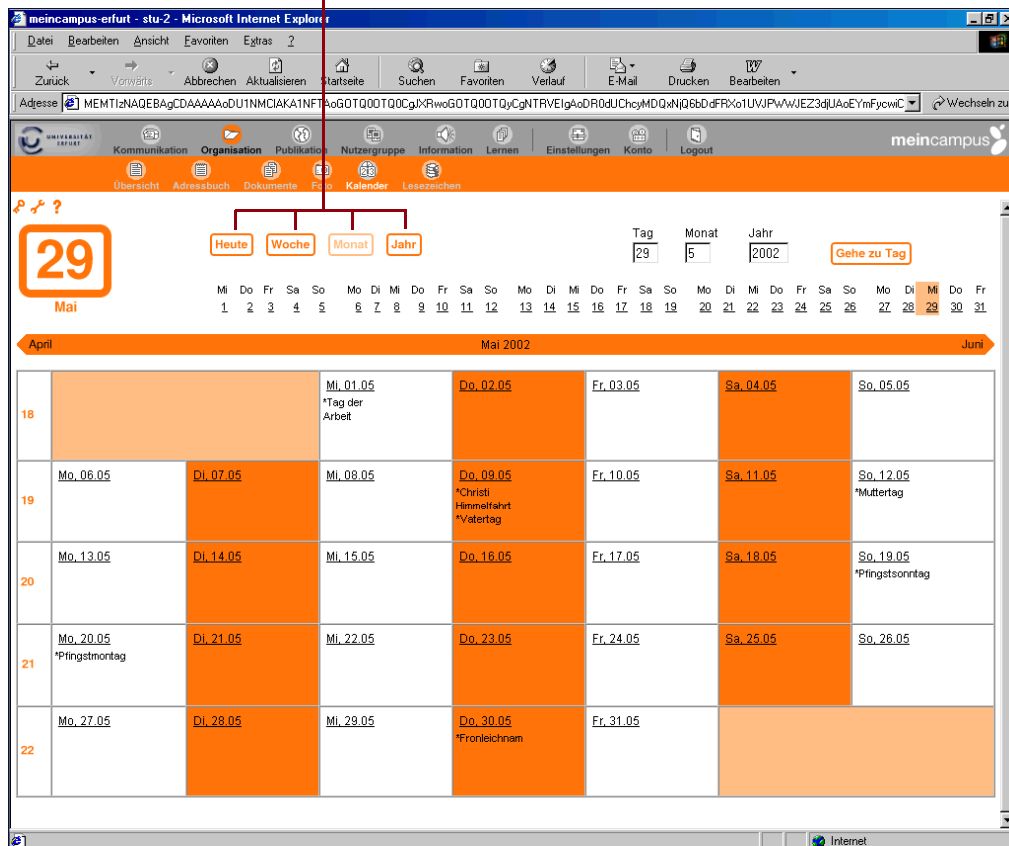 meincampus-erfurt - stu-2 - Microsoft Internet Explorer
Datei Bearbeiten Ansicht Favoriten Extras ?
Zurück Vorwärts Abbrechen Aktualisieren Startseite Suchen Favoriten Verlauf E-Mail Drucken Bearbeiten
Adresse Wechseln zu
UNIVERSITÄT ERFURT
Kommunikation Organisation Publikation Nutzergruppe Information Lernen Einstellungen Konto Logout meincampus
Übersicht Adressbuch Dokumente Foto Kalender Lesezeichen
?
29
Mai
Heute Woche Monat Jahr
Tag Monat Jahr
29 5 2002 Gehe zu Tag
Mi Do Fr Sa So Mo Di Mi Do Fr Sa So Mo Di Mi Do Fr Sa So Mo Di Mi Do Fr Sa So Mo Di Mi Do Fr
1 2 3 4 5 6 7 8 9 10 11 12 13 14 15 16 17 18 19 20 21 22 23 24 25 26 27 28 29 30 31
April Mai 2002 Juni
18
Mi, 01.05 Do, 02.05 Fr, 03.05 Sa, 04.05 So, 05.05
*Tag der
Arbeit
19
Mo, 06.05 Di, 07.05 Mi, 08.05 Do, 09.05 Fr, 10.05 Sa, 11.05 So, 12.05
*Christi
Himmelfahrt
*Vatertag
*Muttertag
20
Mo, 13.05 Di, 14.05 Mi, 15.05 Do, 16.05 Fr, 17.05 Sa, 18.05 So, 19.05
*Pfingstsonntag
21
Mo, 20.05 Di, 21.05 Mi, 22.05 Do, 23.05 Fr, 24.05 Sa, 25.05 So, 26.05
*Pfingstmontag
22
Mo, 27.05 Di, 28.05 Mi, 29.05 Do, 30.05 Fr, 31.05
*Fronleichnam
Internet